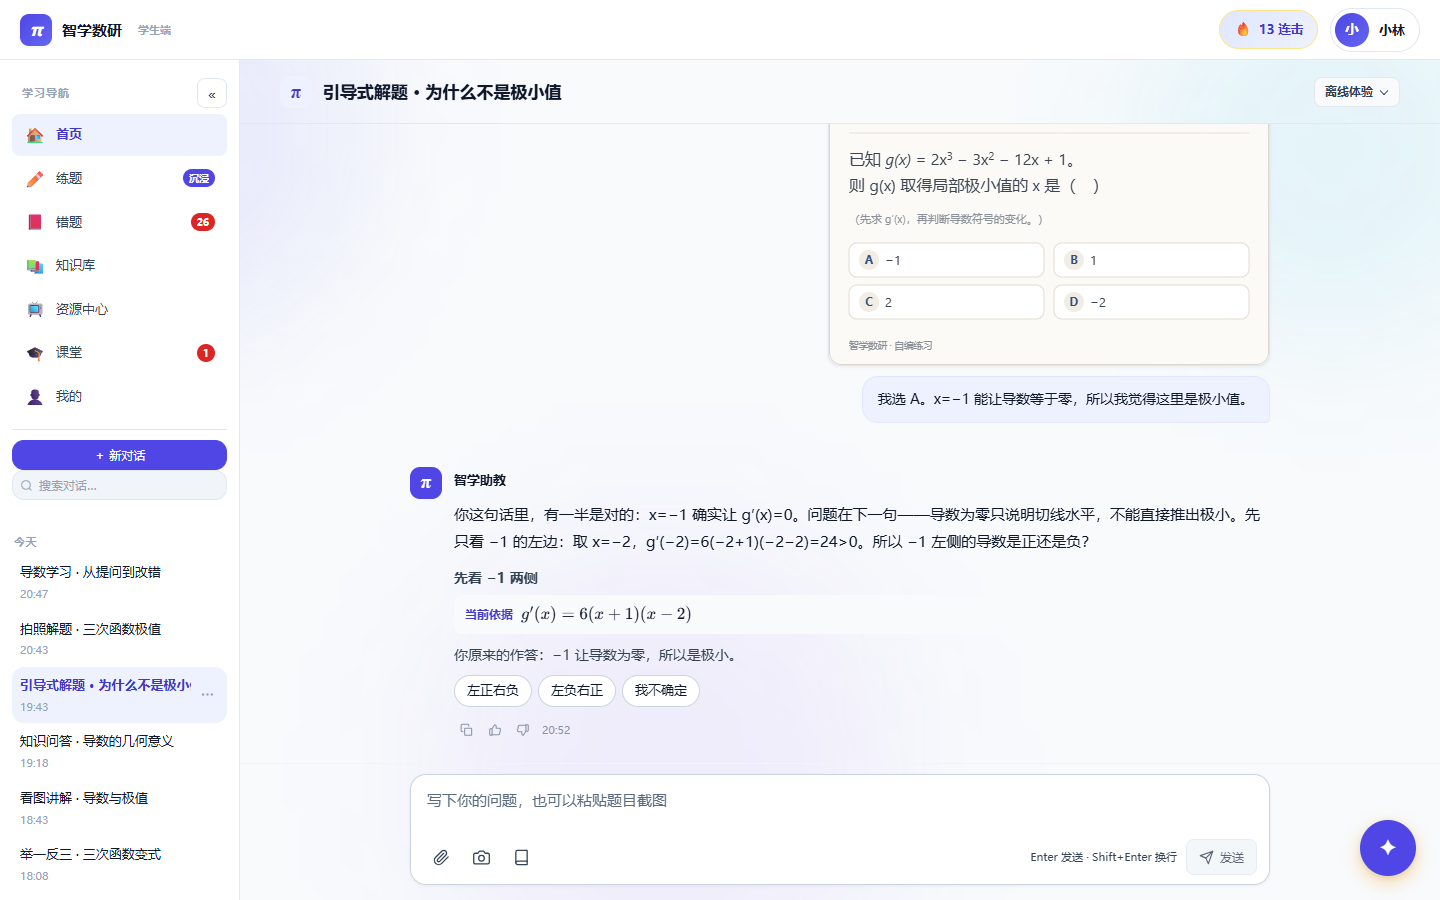 π 智学数研 学生端
13 连击
小 小林
学习导航 «
首页
练题 沉浸
错题 26
知识库
资源中心
课堂 1
我的
+ 新对话
搜索对话...
今天
导数学习 · 从提问到改错
20:47
拍照解题 · 三次函数极值
20:43
引导式解题 • 为什么不是极小
19:43
知识问答 · 导数的几何意义
19:18
看图讲解 · 导数与极值
18:43
举一反三 · 三次函数变式
18:08
π 引导式解题 • 为什么不是极小值
离线体验
已知 g(x) = 2x³ − 3x² − 12x + 1。
则 g(x) 取得局部极小值的 x 是（ ）
（先求 g′(x)，再判断导数符号的变化。）
A −1
B 1
C 2
D −2
智学数研 · 自编练习
我选 A。x=−1 能让导数等于零，所以我觉得这里是极小值。
π 智学助教
你这句话里，有一半是对的：x=−1 确实让 g′(x)=0。问题在下一句——导数为零只说明切线水平，不能直接推出极小。先
只看 −1 的左边：取 x=−2，g′(−2)=6(−2+1)(−2−2)=24>0。所以 −1 左侧的导数是正还是负？
先看 −1 两侧
当前依据 g′(x) = 6(x + 1)(x − 2)
你原来的作答：−1 让导数为零，所以是极小。
左正右负 左负右正 我不确定
20:52
写下你的问题，也可以粘贴题目截图
Enter 发送 · Shift+Enter 换行 发送